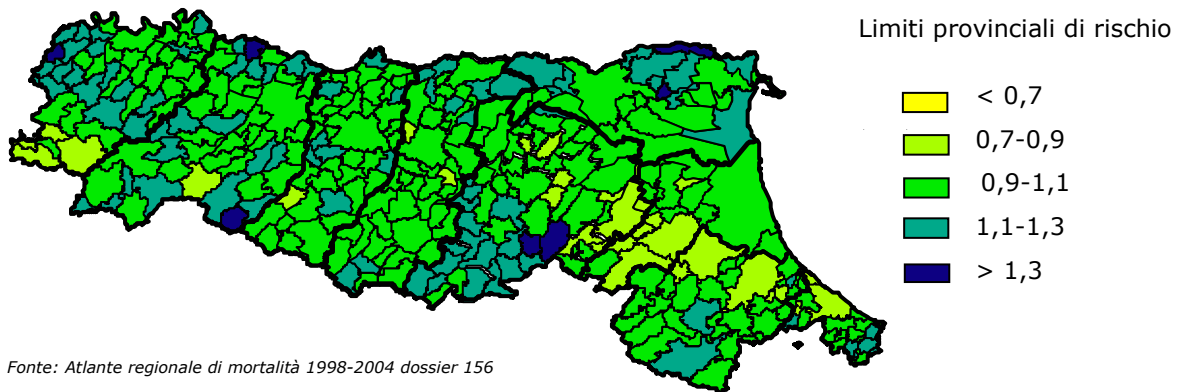 Limiti provinciali di rischio
< 0,7
0,7-0,9
0,9-1,1
1,1-1,3
> 1,3
Fonte: Atlante regionale di mortalità 1998-2004 dossier 156